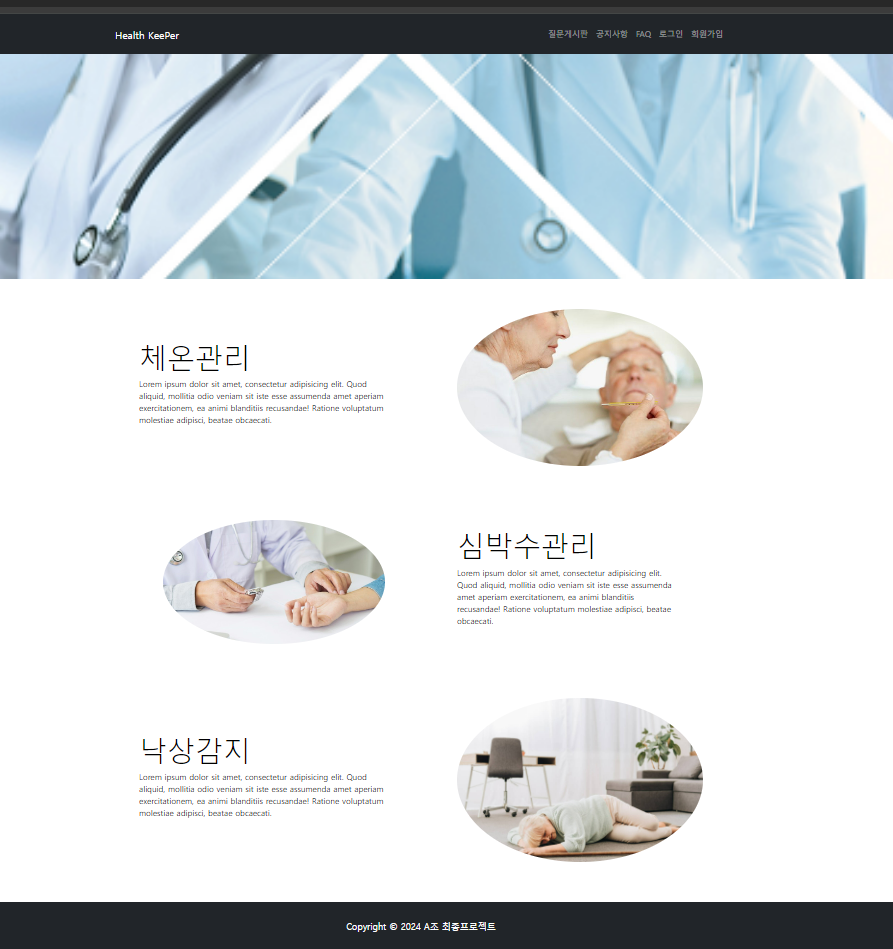 Health KeePer
질문게시판 공지사항 FAQ 로그인 회원가입
체온관리
Lorem ipsum dolor sit amet, consectetur adipisicing elit. Quod
aliquid, mollitia odio veniam sit iste esse assumenda amet aperiam
exercitationem, ea animi blanditiis recusandae! Ratione voluptatum
molestiae adipisci, beatae obcaecati.
심박수관리
Lorem ipsum dolor sit amet, consectetur adipisicing elit.
Quod aliquid, mollitia odio veniam sit iste esse assumenda
amet aperiam exercitationem, ea animi blanditiis
recusandae! Ratione voluptatum molestiae adipisci, beatae
obcaecati.
낙상감지
Lorem ipsum dolor sit amet, consectetur adipisicing elit. Quod
aliquid, mollitia odio veniam sit iste esse assumenda amet aperiam
exercitationem, ea animi blanditiis recusandae! Ratione voluptatum
molestiae adipisci, beatae obcaecati.
Copyright © 2024 A조 최종프로젝트